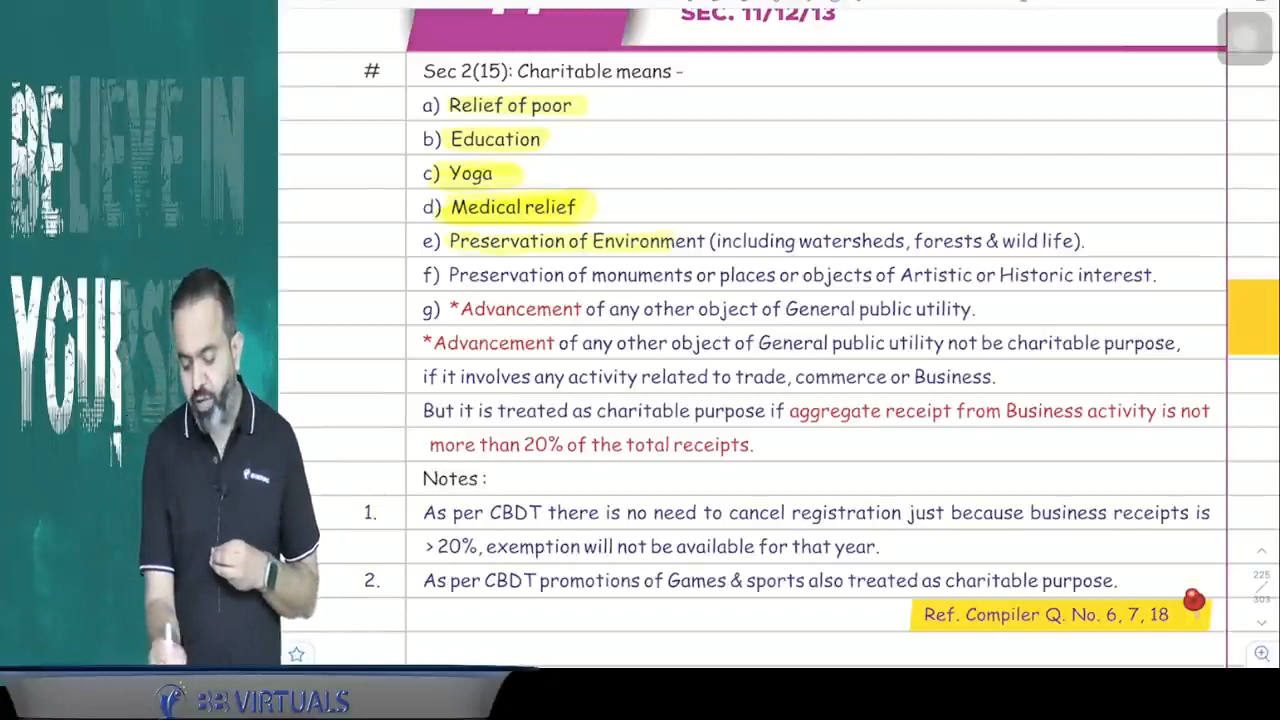 SEC. 11/12/13
BELIEVE IN
YOURS
# Sec 2(15): Charitable means -
a) Relief of poor
b) Education
c) Yoga
d) Medical relief
e) Preservation of Environment (including watersheds, forests & wild life).
f) Preservation of monuments or places or objects of Artistic or Historic interest.
g) *Advancement of any other object of General public utility.
*Advancement of any other object of General public utility not be charitable purpose,
if it involves any activity related to trade, commerce or Business.
But it is treated as charitable purpose if aggregate receipt from Business activity is not
more than 20% of the total receipts.
Notes :
1. As per CBDT there is no need to cancel registration just because business receipts is
> 20%, exemption will not be available for that year.
2. As per CBDT promotions of Games & sports also treated as charitable purpose.
Ref. Compiler Q. No. 6, 7, 18
225
/
303
BB VIRTUALS